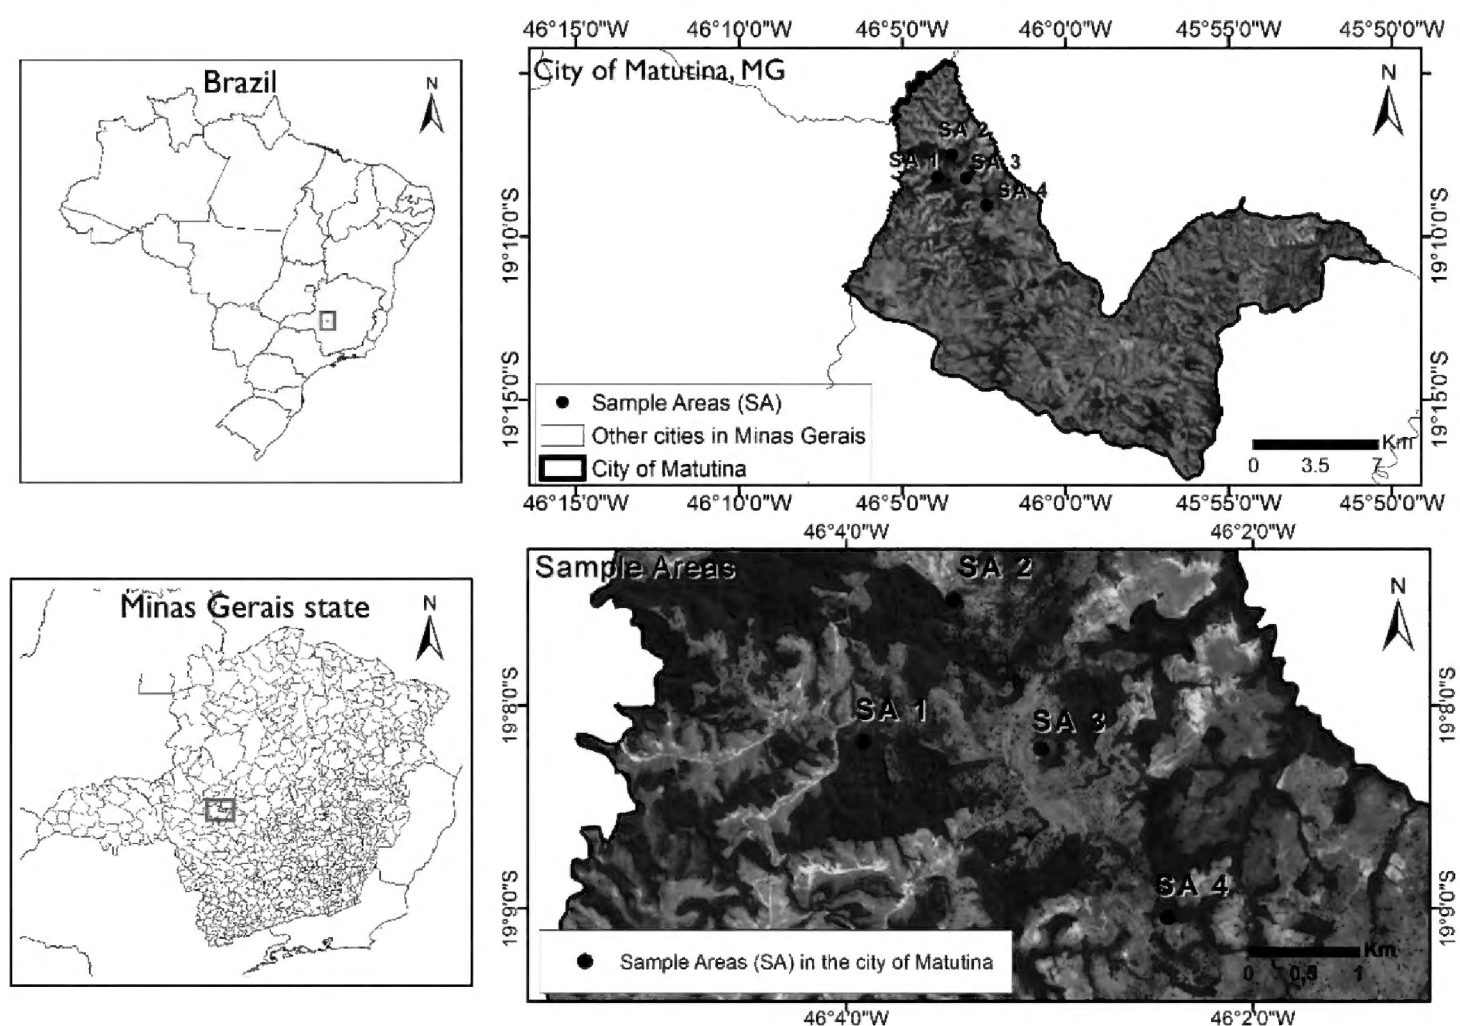 Brazil
N
46°15'0"W 46°10'0"W 46°5'0"W 46°0'0"W 45°55'0"W 45°50'0"W
City of Matutina, MG
N
SA 2
SA 1
SA 3
SA 4
19°10'0"S
19°10'0"S
19°15'0"S
19°15'0"S
Sample Areas (SA)
Other cities in Minas Gerais
City of Matutina
Km
0 3.5 7
46°15'0"W 46°10'0"W 46°5'0"W 46°0'0"W 45°55'0"W 45°50'0"W
Minas Gerais state
N
46°4'0"W 46°2'0"W
Sample Areas
N
SA 2
SA 1
SA 3
SA 4
19°8'0"S
19°8'0"S
19°9'0"S
19°9'0"S
Sample Areas (SA) in the city of Matutina
Km
0 0,5 1
46°4'0"W 46°2'0"W